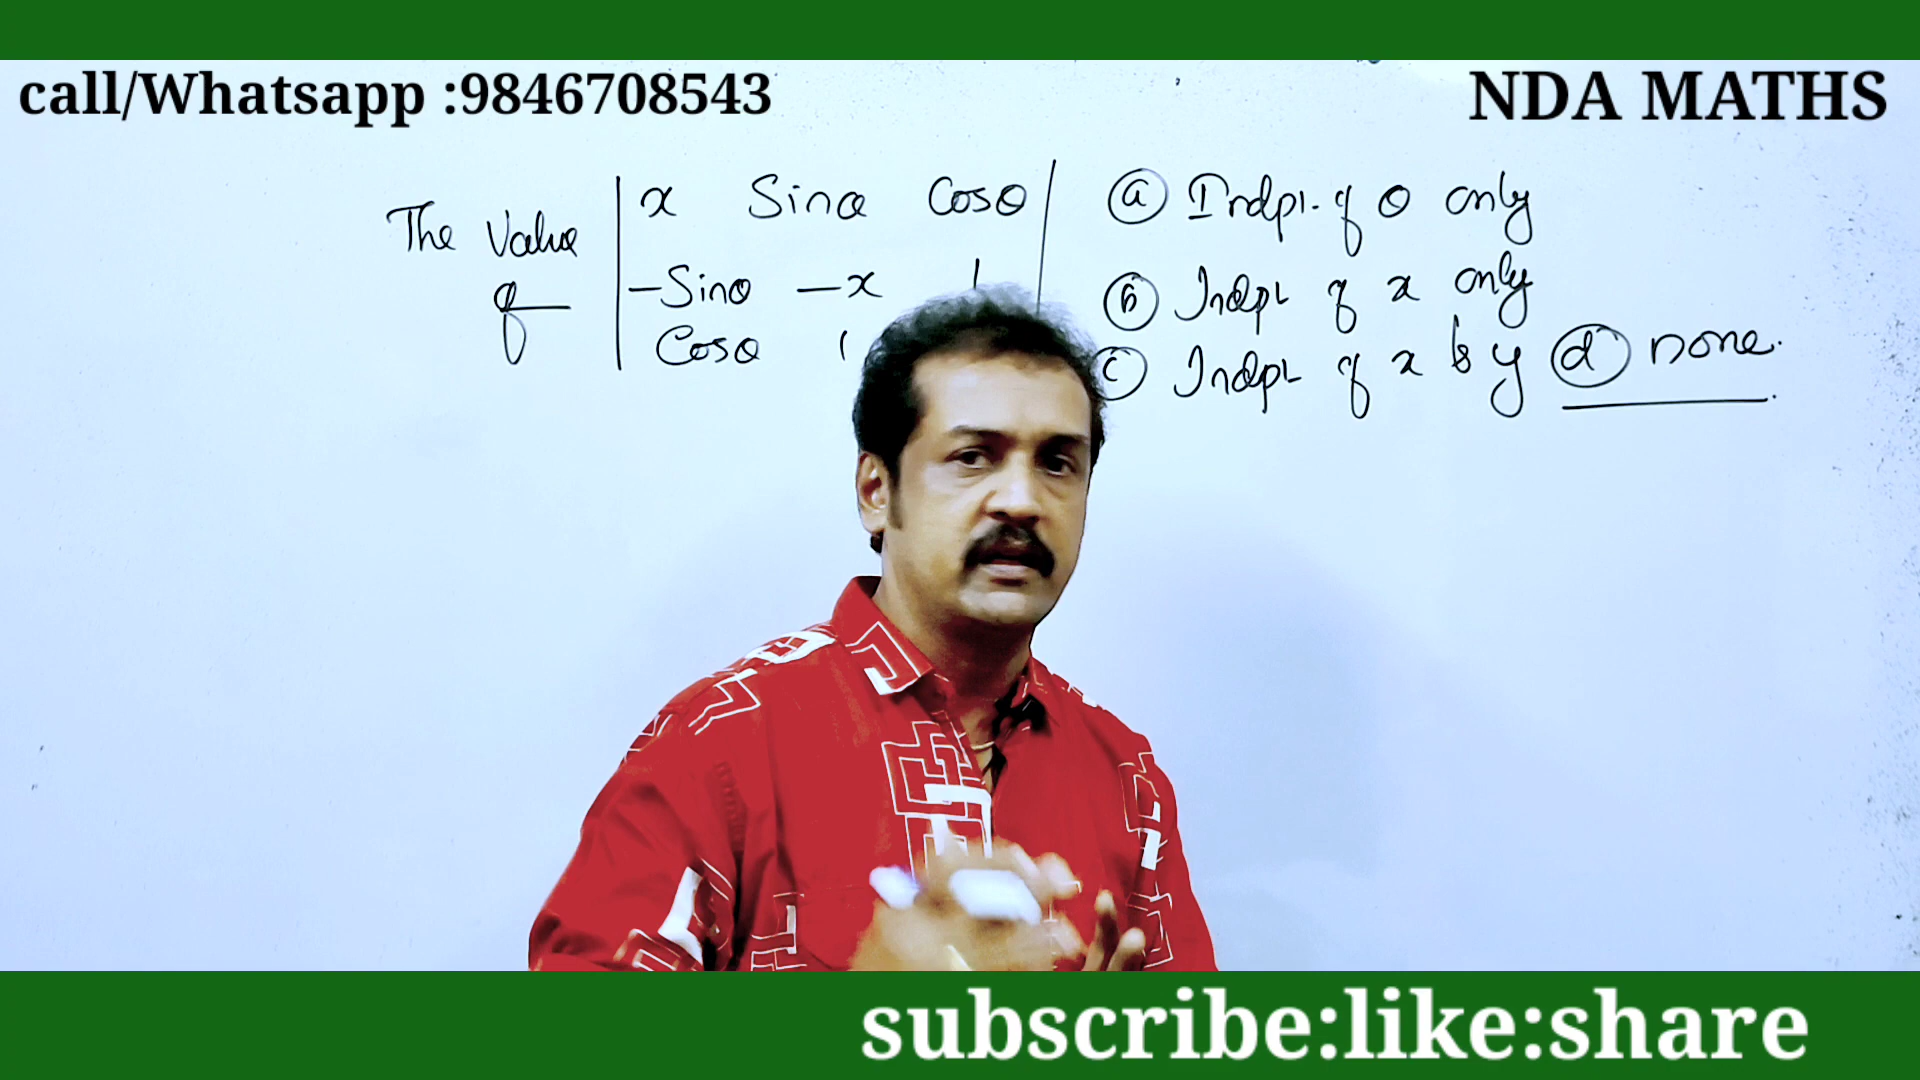 call/Whatsapp :9846708543
NDA MATHS
The Value of
x Sinθ Cosθ
-Sinθ -x 1
Cosθ 1
(a) Indpt. of θ only
(b) Indpt of x only
(c) Indpt of x & y (d) none.
subscribe:like:share